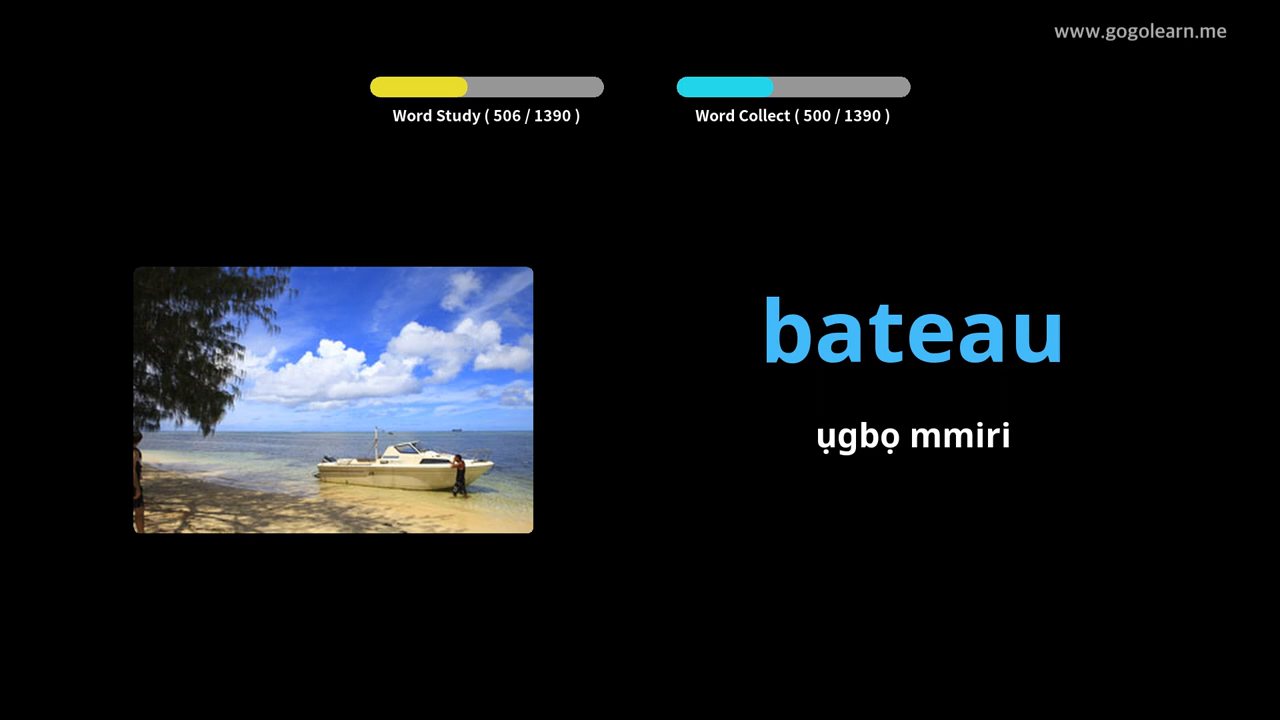 www.gogolearn.me
Word Study ( 506 / 1390 )
Word Collect ( 500 / 1390 )
bateau
ụgbọ mmiri